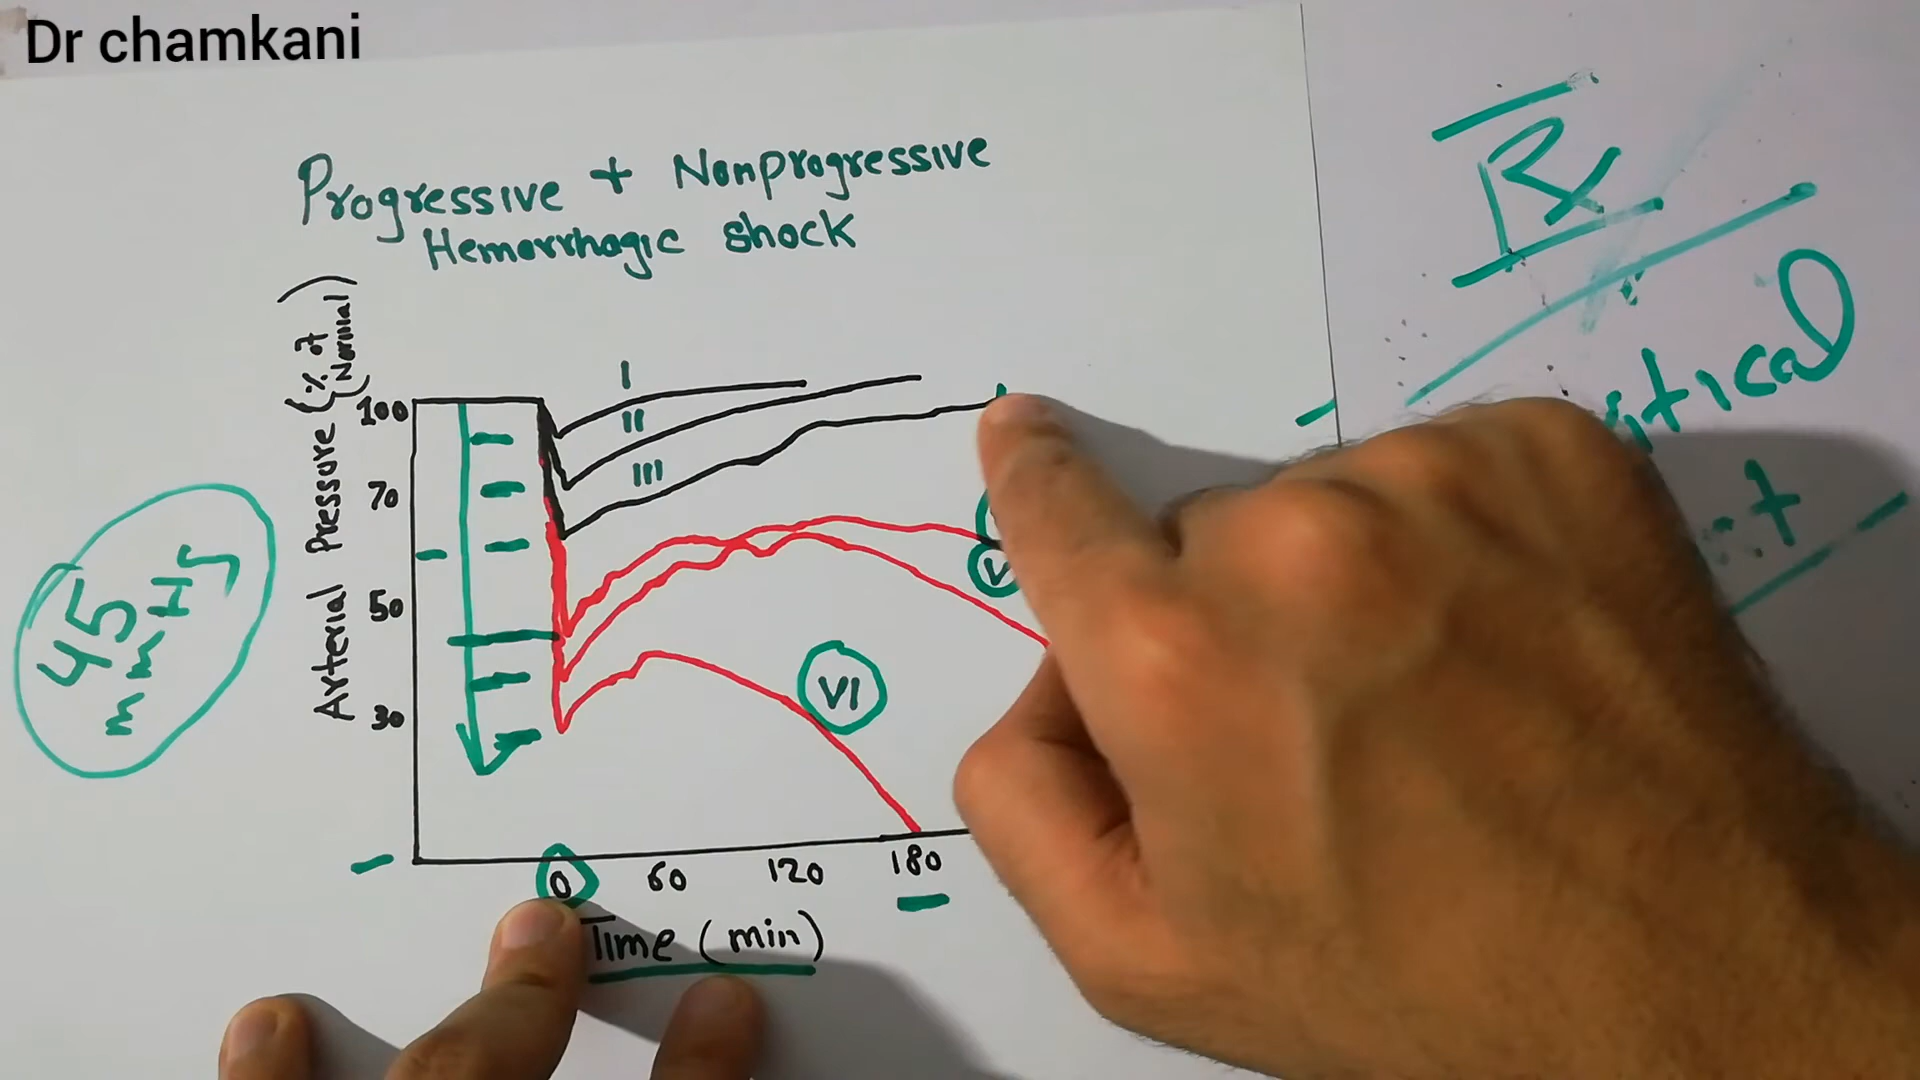 Dr chamkani
Progressive + Nonprogressive
Hemorrhagic shock
Rx
45
mmHg
Arterial Pressure (% of
Normal)
100
70
50
30
I
II
III
V
VI
0 60 120 180
Time (min)